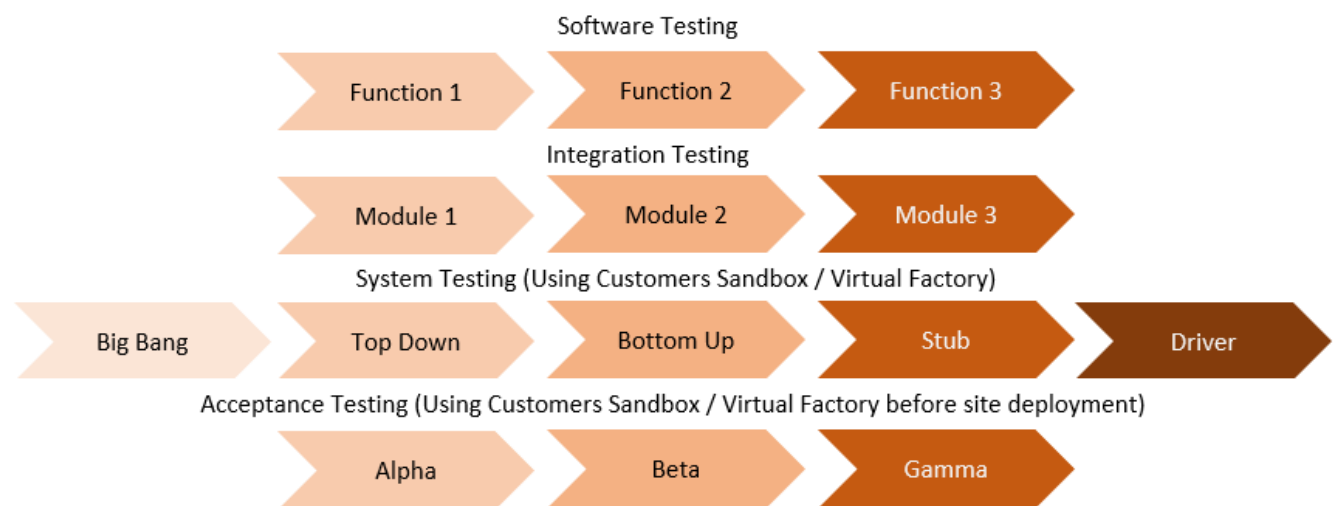 Software Testing
Function 1
Function 2
Function 3
Integration Testing
Module 1
Module 2
Module 3
System Testing (Using Customers Sandbox / Virtual Factory)
Big Bang
Top Down
Bottom Up
Stub
Driver
Acceptance Testing (Using Customers Sandbox / Virtual Factory before site deployment)
Alpha
Beta
Gamma